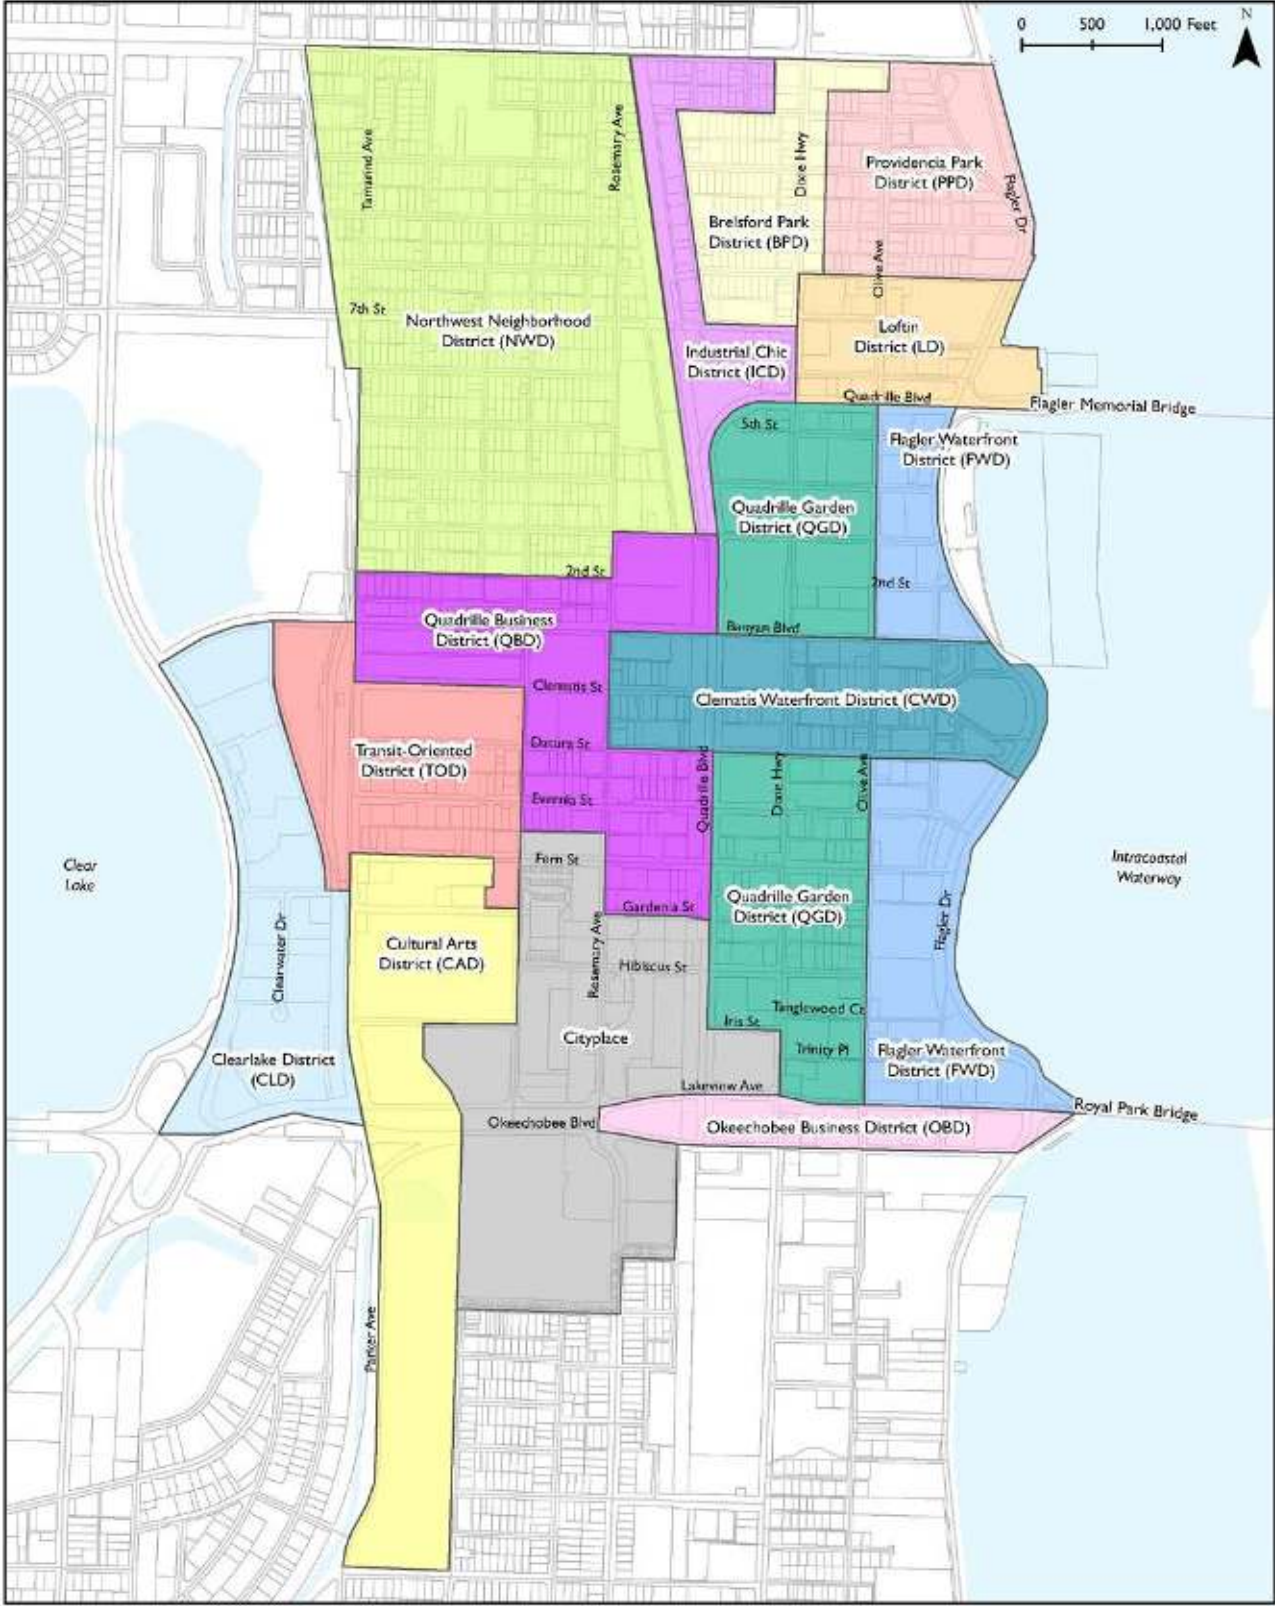 0 500 1,000 Feet
N
Tamarind Ave
Rosemary Ave
Dixie Hwy
Providencia Park
District (PPD)
Flagler Dr
Brelsford Park
District (BPD)
Olive Ave
7th St
Northwest Neighborhood
District (NWD)
Loftin
District (LD)
Industrial Chic
District (ICD)
Quadrille Blvd
Flagler Memorial Bridge
5th St
Flagler Waterfront
District (FWD)
Quadrille Garden
District (QGD)
2nd St
2nd St
Quadrille Business
District (QBD)
Banyan Blvd
Clematis St
Clematis Waterfront District (CWD)
Datura St
Transit-Oriented
District (TOD)
Quadrille Blvd
Dixie Hwy
Olive Ave
Evernia St
Clear
Lake
Fern St
Intracoastal
Waterway
Gardenia St
Quadrille Garden
District (QGD)
Flagler Dr
Clearwater Dr
Cultural Arts
District (CAD)
Rosemary Ave
Hibiscus St
Tanglewood Ct
Iris St
Cityplace
Trinity Pl
Flagler Waterfront
District (FWD)
Clearlake District
(CLD)
Lakeview Ave
Royal Park Bridge
Okeechobee Blvd
Okeechobee Business District (OBD)
Parker Ave